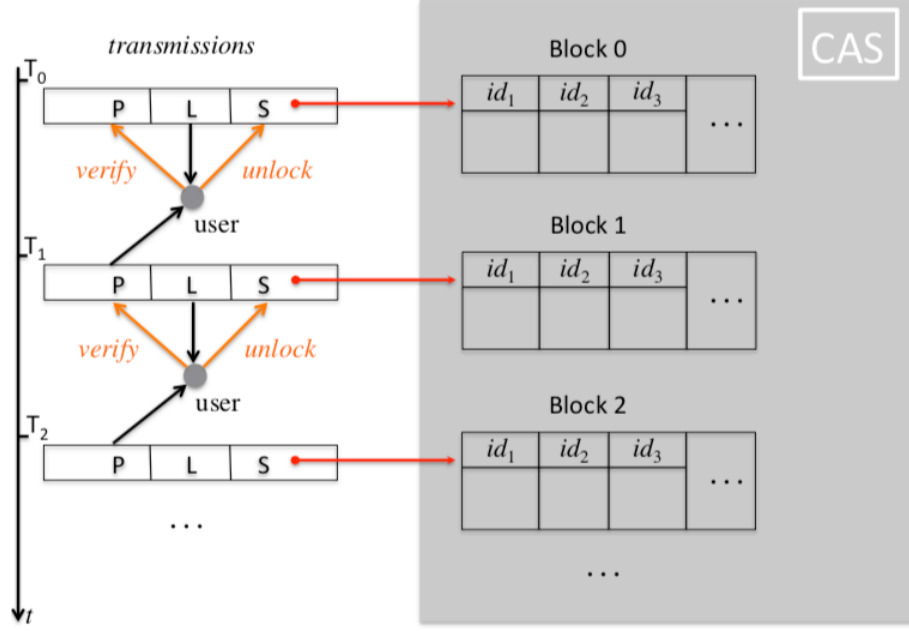 transmissions
Block 0
CAS
T0
P L S
id1 id2 id3
...
verify
unlock
user
Block 1
T1
P L S
id1 id2 id3
...
verify
unlock
user
Block 2
T2
P L S
id1 id2 id3
...
...
...
t